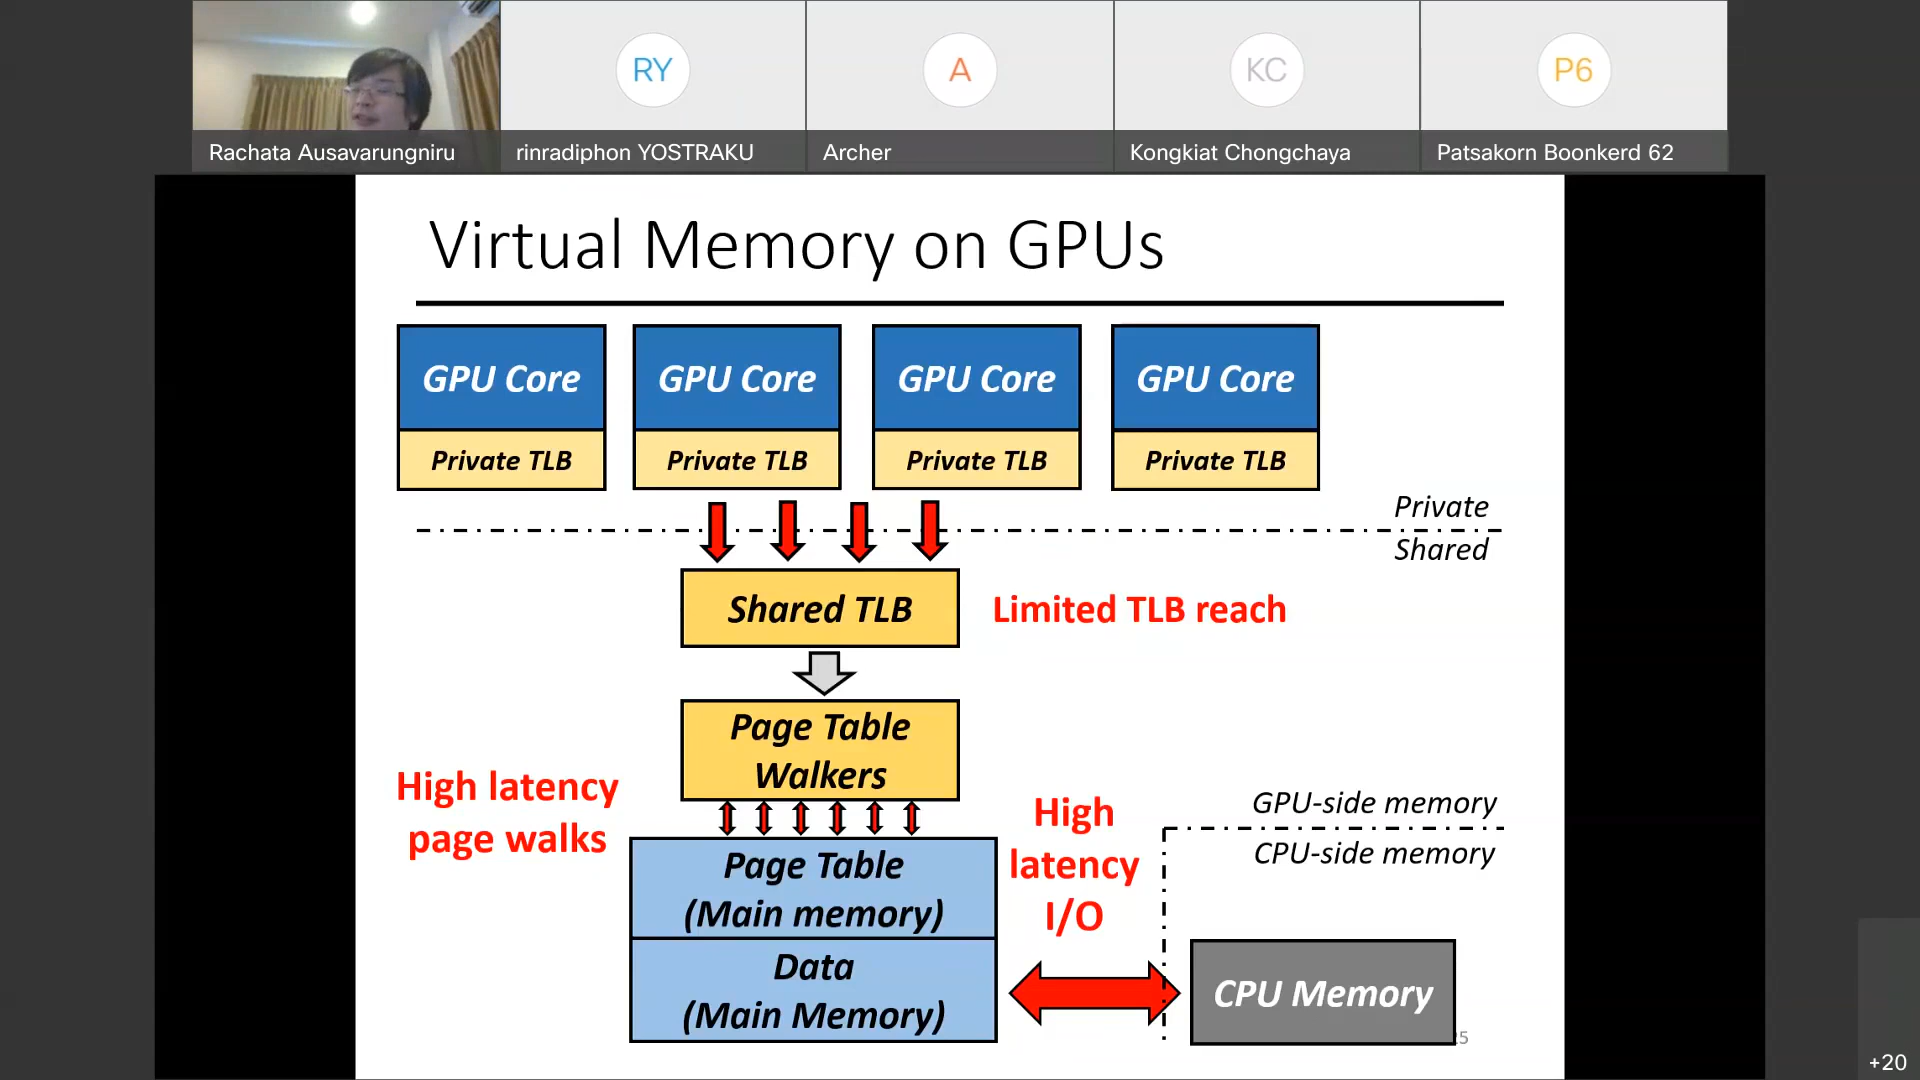 RY
A
KC
P6
Rachata Ausavarungniru
rinradiphon YOSTRAKU
Archer
Kongkiat Chongchaya
Patsakorn Boonkerd 62
Virtual Memory on GPUs
GPU Core
GPU Core
GPU Core
GPU Core
Private TLB
Private TLB
Private TLB
Private TLB
Private
Shared
Shared TLB
Limited TLB reach
Page Table
Walkers
High latency
page walks
High
latency
I/O
GPU-side memory
CPU-side memory
Page Table
(Main memory)
Data
(Main Memory)
CPU Memory
+20